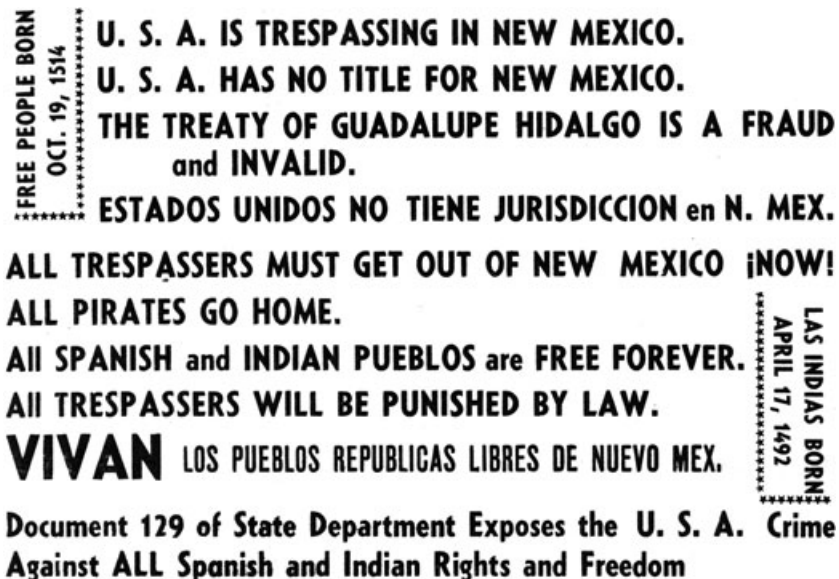 FREE PEOPLE BORN
OCT. 19, 1514
U. S. A. IS TRESPASSING IN NEW MEXICO.
U. S. A. HAS NO TITLE FOR NEW MEXICO.
THE TREATY OF GUADALUPE HIDALGO IS A FRAUD
and INVALID.
ESTADOS UNIDOS NO TIENE JURISDICCION en N. MEX.
ALL TRESPASSERS MUST GET OUT OF NEW MEXICO ¡NOW!
ALL PIRATES GO HOME.
All SPANISH and INDIAN PUEBLOS are FREE FOREVER.
All TRESPASSERS WILL BE PUNISHED BY LAW.
LAS INDIAS BORN
APRIL 17, 1492
VIVAN LOS PUEBLOS REPUBLICAS LIBRES DE NUEVO MEX.
Document 129 of State Department Exposes the U. S. A. Crime
Against ALL Spanish and Indian Rights and Freedom